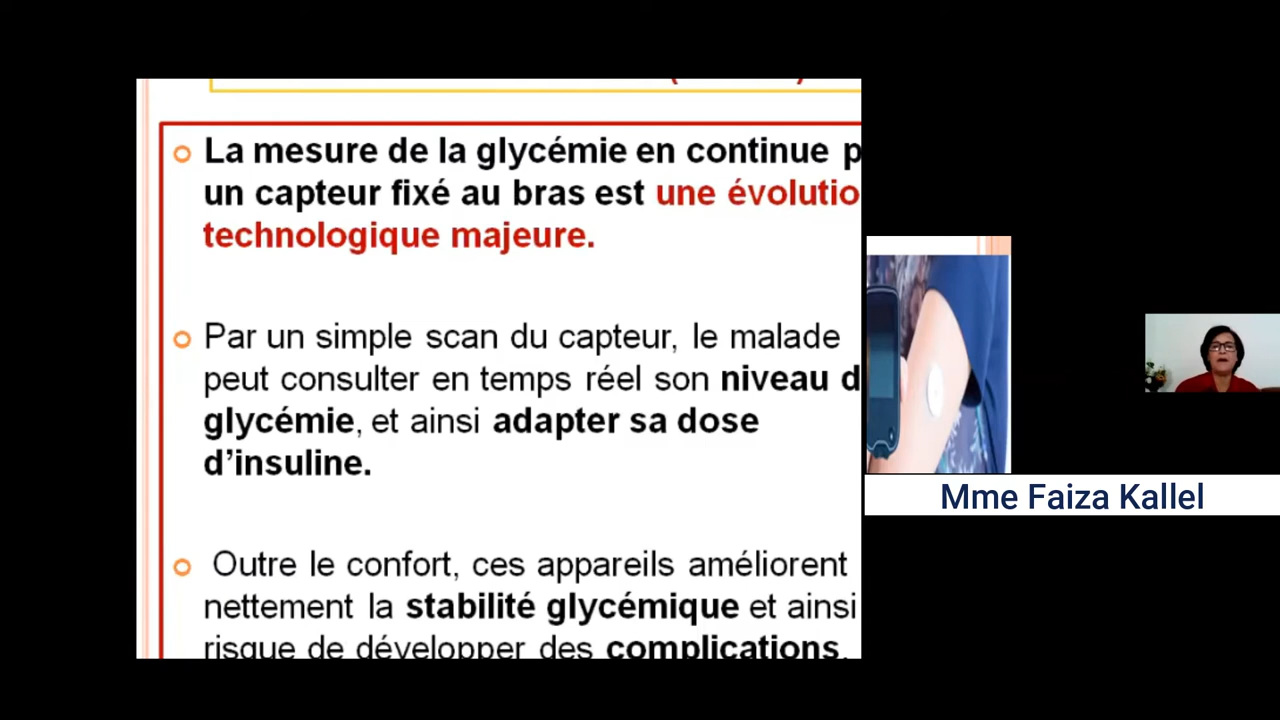 La mesure de la glycémie en continue p
un capteur fixé au bras est une évolutio
technologique majeure.
Par un simple scan du capteur, le malade
peut consulter en temps réel son niveau d
glycémie, et ainsi adapter sa dose
d'insuline.
Outre le confort, ces appareils améliorent
nettement la stabilité glycémique et ainsi
risque de développer des complications.
Mme Faiza Kallel